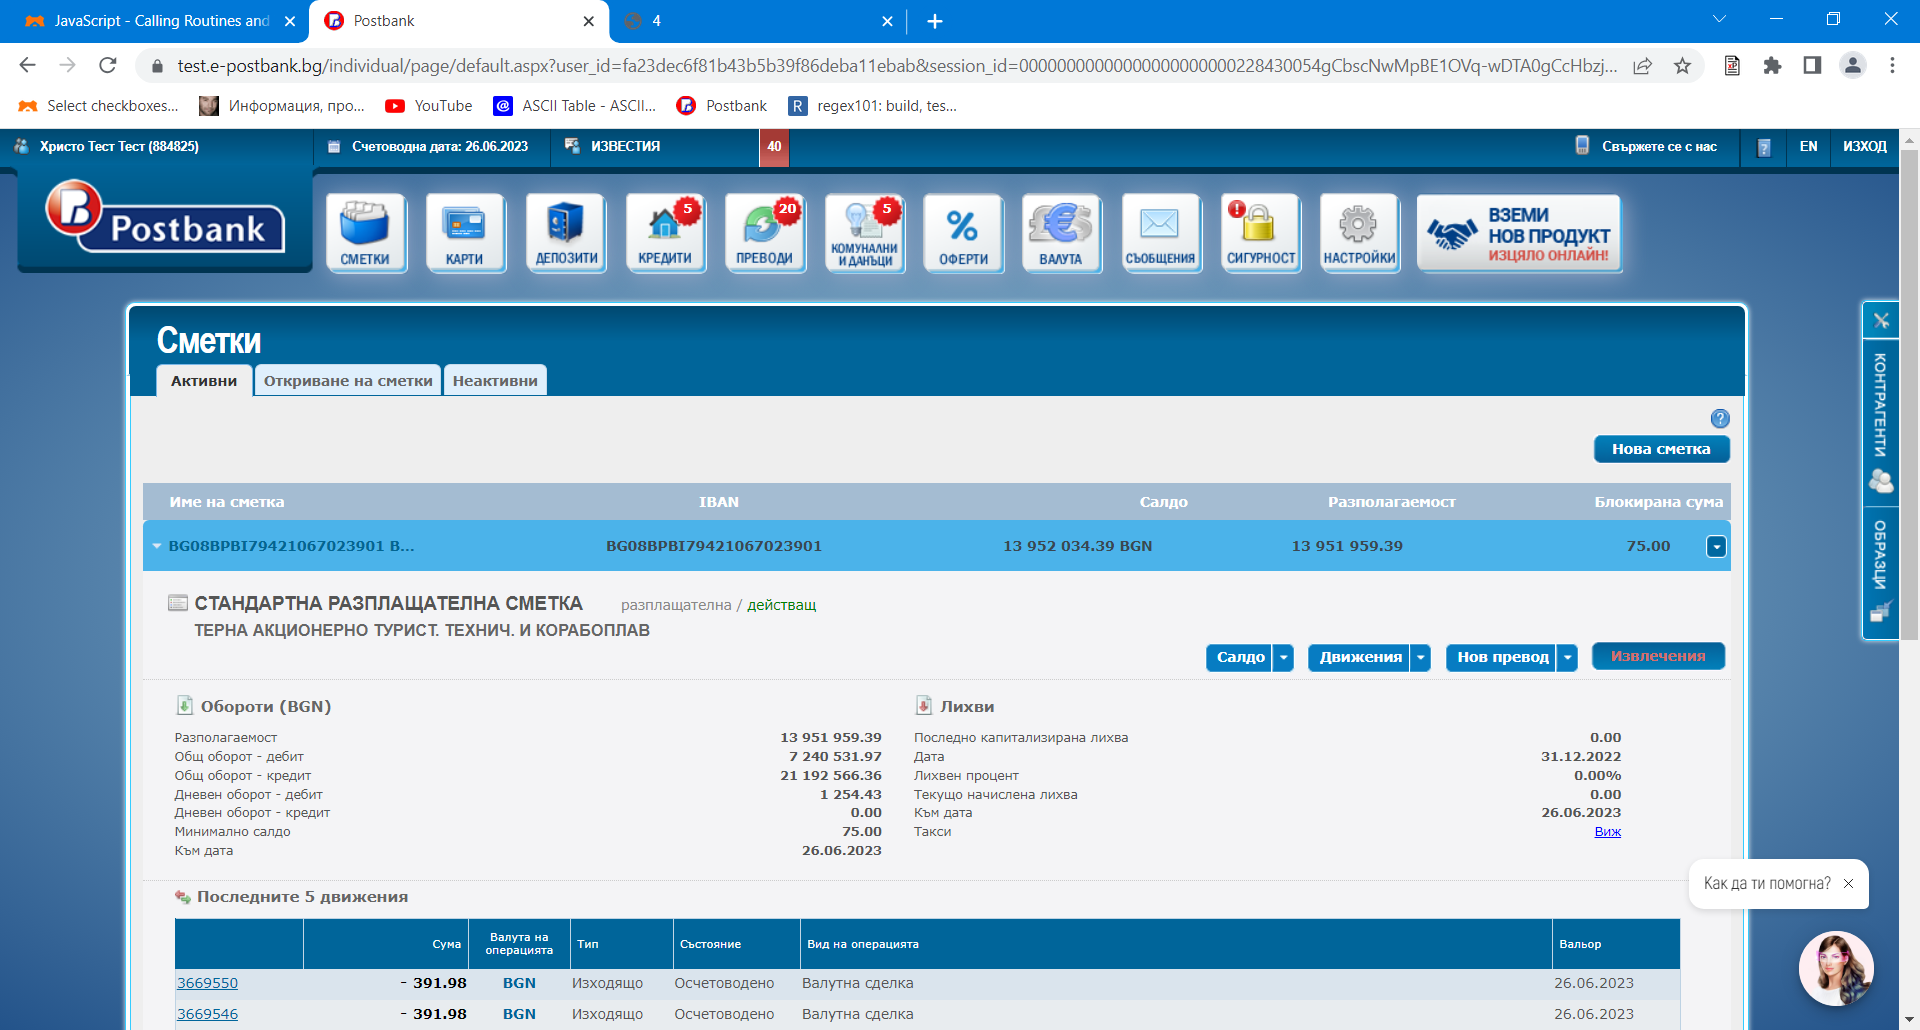 JavaScript - Calling Routines and
Postbank
4
test.e-postbank.bg/individual/page/default.aspx?user_id=fa23dec6f81b43b5b39f86deba11ebab&session_id=
Select checkboxes...
Информация, про...
YouTube
ASCII Table - ASCII...
Postbank
regex101: build, tes...
Христо Тест Тест (884825)
Счетоводна дата: 26.06.2023
ИЗВЕСТИЯ
40
Свържете се с нас
EN
ИЗХОД
Postbank
СМЕТКИ
КАРТИ
ДЕПОЗИТИ
5
КРЕДИТИ
20
ПРЕВОДИ
5
КОМУНАЛНИ
И ДАНЪЦИ
ОФЕРТИ
ВАЛУТА
СЪОБЩЕНИЯ
СИГУРНОСТ
НАСТРОЙКИ
ВЗЕМИ
НОВ ПРОДУКТ
ИЗЦЯЛО ОНЛАЙН!
Сметки
Активни
Откриване на сметки
Неактивни
КОНТРАГЕНТИ
ОБРАЗЦИ
Нова сметка
Име на сметка IBAN Салдо Разполагаемост Блокирана сума
BG08BPBI79421067023901 B... BG08BPBI79421067023901 13 952 034.39 BGN 13 951 959.39 75.00
СТАНДАРТНА РАЗПЛАЩАТЕЛНА СМЕТКА разплащателна / действащ
ТЕРНА АКЦИОНЕРНО ТУРИСТ. ТЕХНИЧ. И КОРАБОПЛАВ
Салдо
Движения
Нов превод
Извлечения
Обороти (BGN)
Разполагаемост 13 951 959.39
Общ оборот - дебит 7 240 531.97
Общ оборот - кредит 21 192 566.36
Дневен оборот - дебит 1 254.43
Дневен оборот - кредит 0.00
Минимално салдо 75.00
Към дата 26.06.2023
Лихви
Последно капитализирана лихва 0.00
Дата 31.12.2022
Лихвен процент 0.00%
Текущо начислена лихва 0.00
Към дата 26.06.2023
Такси Виж
Как да ти помогна?
Последните 5 движения
Сума Валута на операцията Тип Състояние Вид на операцията Вальор
3669550 - 391.98 BGN Изходящо Осчетоводено Валутна сделка 26.06.2023
3669546 - 391.98 BGN Изходящо Осчетоводено Валутна сделка 26.06.2023